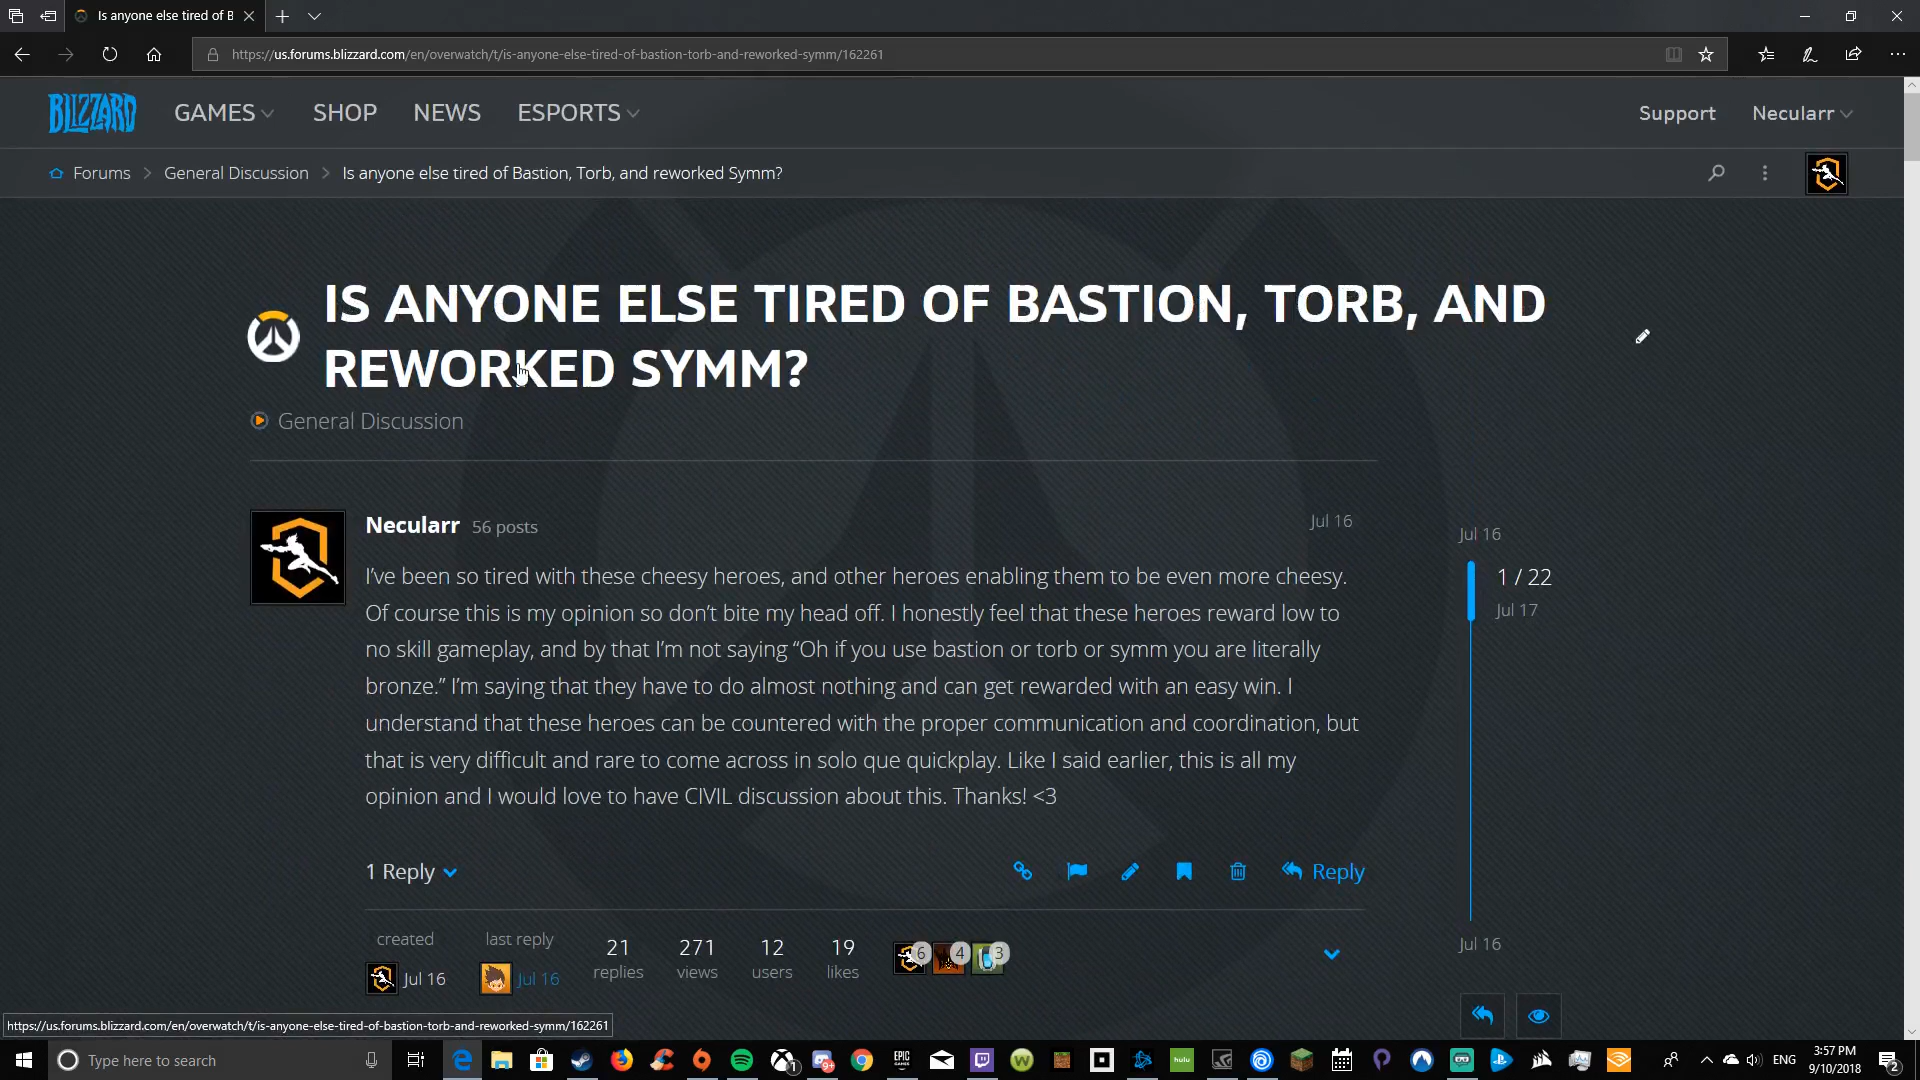 Is anyone else tired of B
https://us.forums.blizzard.com/en/overwatch/t/is-anyone-else-tired-of-bastion-torb-and-reworked-symm/162261
BLIZZARD GAMES SHOP NEWS ESPORTS Support Necularr
Forums General Discussion Is anyone else tired of Bastion, Torb, and reworked Symm?
IS ANYONE ELSE TIRED OF BASTION, TORB, AND
REWORKED SYMM?
General Discussion
Necularr 56 posts Jul 16
Jul 16
I've been so tired with these cheesy heroes, and other heroes enabling them to be even more cheesy.
1 / 22
Of course this is my opinion so don't bite my head off. I honestly feel that these heroes reward low to
Jul 17
no skill gameplay, and by that I'm not saying “Oh if you use bastion or torb or symm you are literally
bronze.” I'm saying that they have to do almost nothing and can get rewarded with an easy win. I
understand that these heroes can be countered with the proper communication and coordination, but
that is very difficult and rare to come across in solo que quickplay. Like I said earlier, this is all my
opinion and I would love to have CIVIL discussion about this. Thanks! <3
1 Reply Reply
created last reply 21 271 12 19 6 4 3
Jul 16 Jul 16 replies views users likes
Jul 16
https://us.forums.blizzard.com/en/overwatch/t/is-anyone-else-tired-of-bastion-torb-and-reworked-symm/162261
Type here to search
EPIC GAMES
hulu
1
9+
ENG
3:57 PM
9/10/2018
2